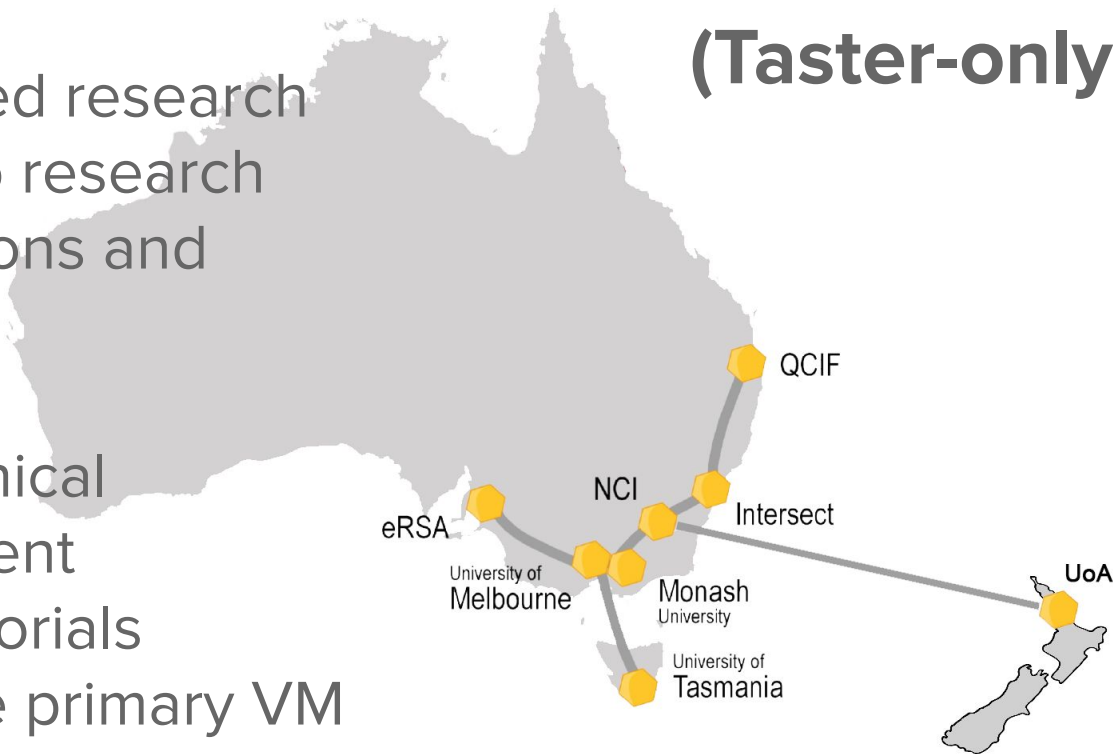 (Taster-only
ed research
research
ons and
nical
ent
orials
primary VM
QCIF
NCI
Intersect
eRSA
University of
Melbourne
Monash
University
UoA
University of
Tasmania